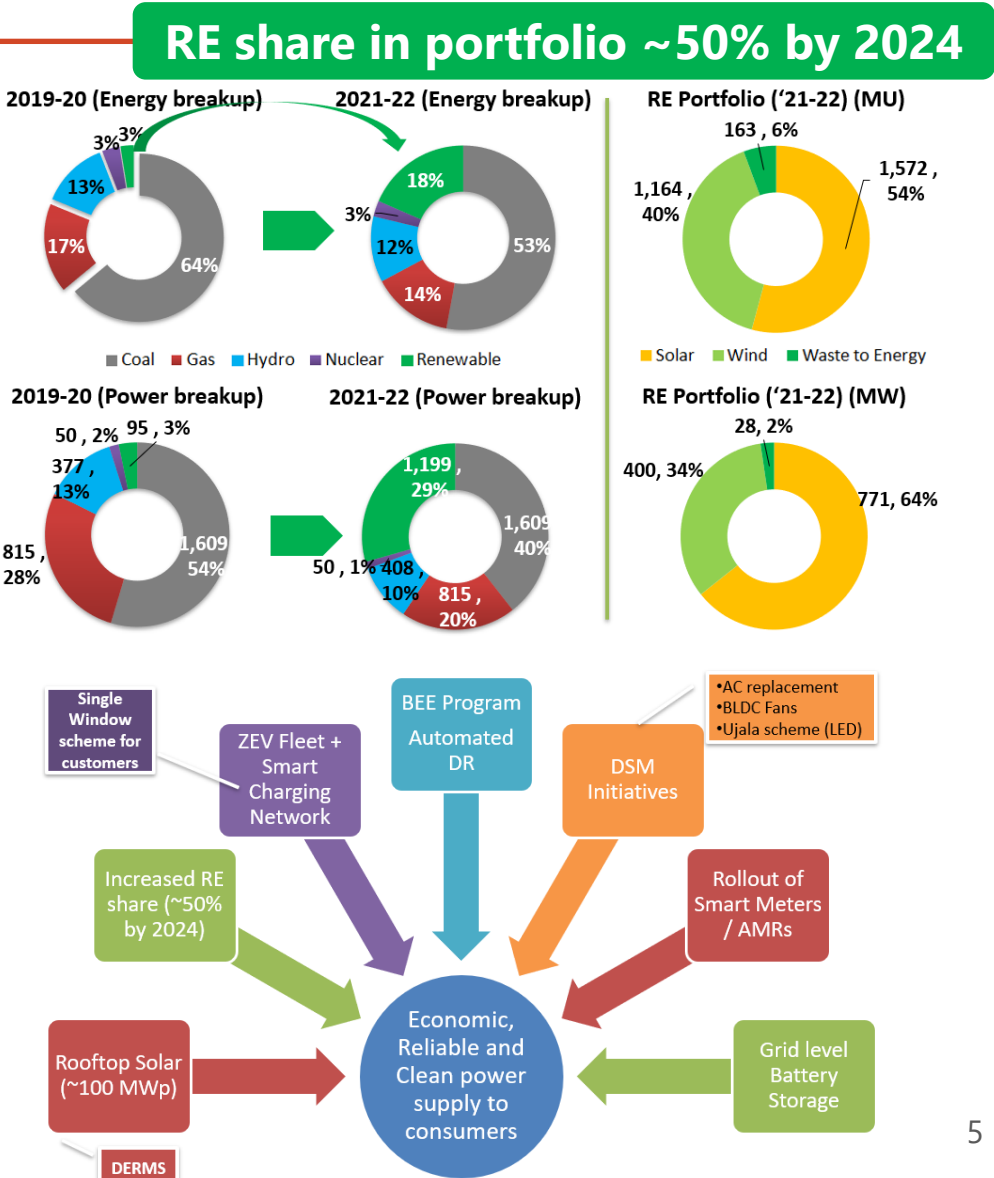 RE share in portfolio ~50% by 2024
2019-20 (Energy breakup)
3%
3%
13%
17%
64%
2021-22 (Energy breakup)
18%
3%
12%
14%
53%
Coal
Gas
Hydro
Nuclear
Renewable
RE Portfolio (‘21-22) (MU)
163 , 6%
1,572 ,
54%
1,164 ,
40%
Solar
Wind
Waste to Energy
2019-20 (Power breakup)
50 , 2%
95 , 3%
377 ,
13%
815 ,
28%
1,609
54%
2021-22 (Power breakup)
1,199 ,
29%
1,609
40%
50 , 1%
408 ,
10%
815 ,
20%
RE Portfolio (‘21-22) (MW)
28, 2%
400, 34%
771, 64%
Single
Window
scheme for
customers
ZEV Fleet +
Smart
Charging
Network
BEE Program
Automated
DR
DSM
Initiatives
•AC replacement
•BLDC Fans
•Ujala scheme (LED)
Increased RE
share (~50%
by 2024)
Rollout of
Smart Meters
/ AMRs
Rooftop Solar
(~100 MWp)
DERMS
Economic,
Reliable and
Clean power
supply to
consumers
Grid level
Battery
Storage
5